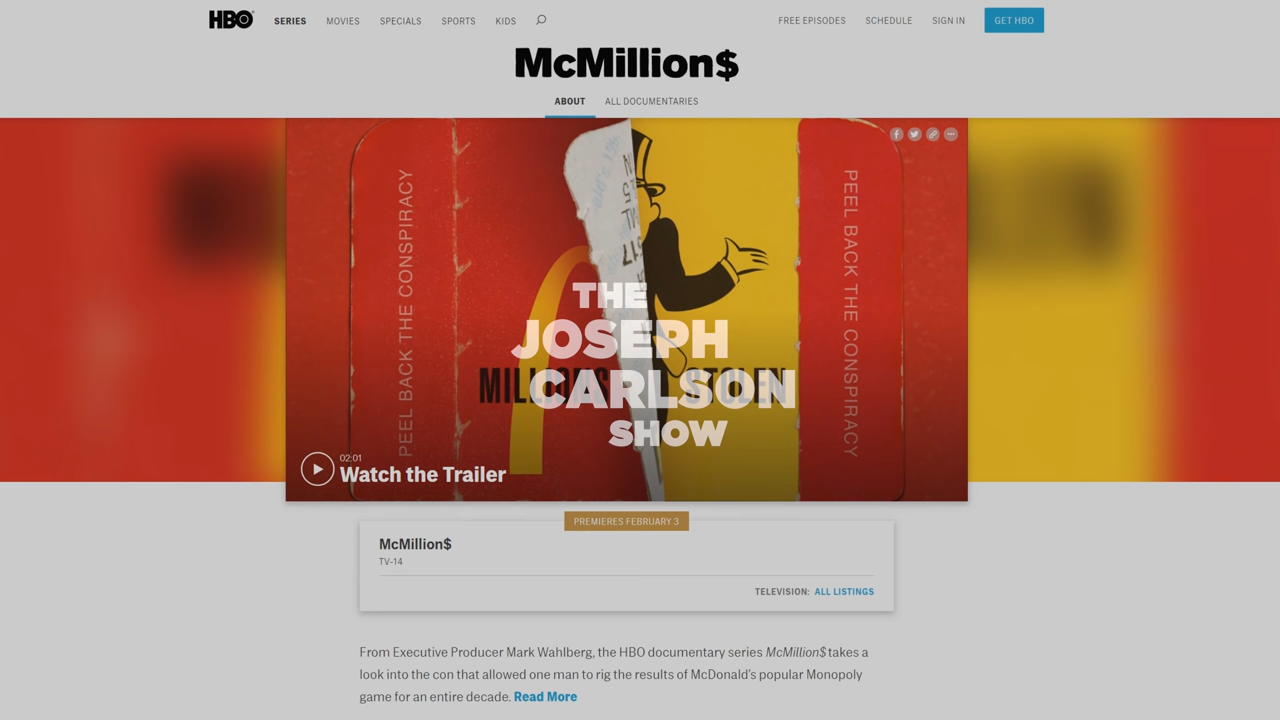 HBO
SERIES
MOVIES
SPECIALS
SPORTS
KIDS
FREE EPISODES
SCHEDULE
SIGN IN
GET HBO
McMillion$
ABOUT
ALL DOCUMENTARIES
PEEL BACK THE CONSPIRACY
PEEL BACK THE CONSPIRACY
THE
JOSEPH
CARLSON
SHOW
MILLIONS STOLEN
02:01
Watch the Trailer
PREMIERES FEBRUARY 3
McMillion$
TV-14
TELEVISION: ALL LISTINGS
From Executive Producer Mark Wahlberg, the HBO documentary series McMillion$ takes a
look into the con that allowed one man to rig the results of McDonald's popular Monopoly
game for an entire decade. Read More